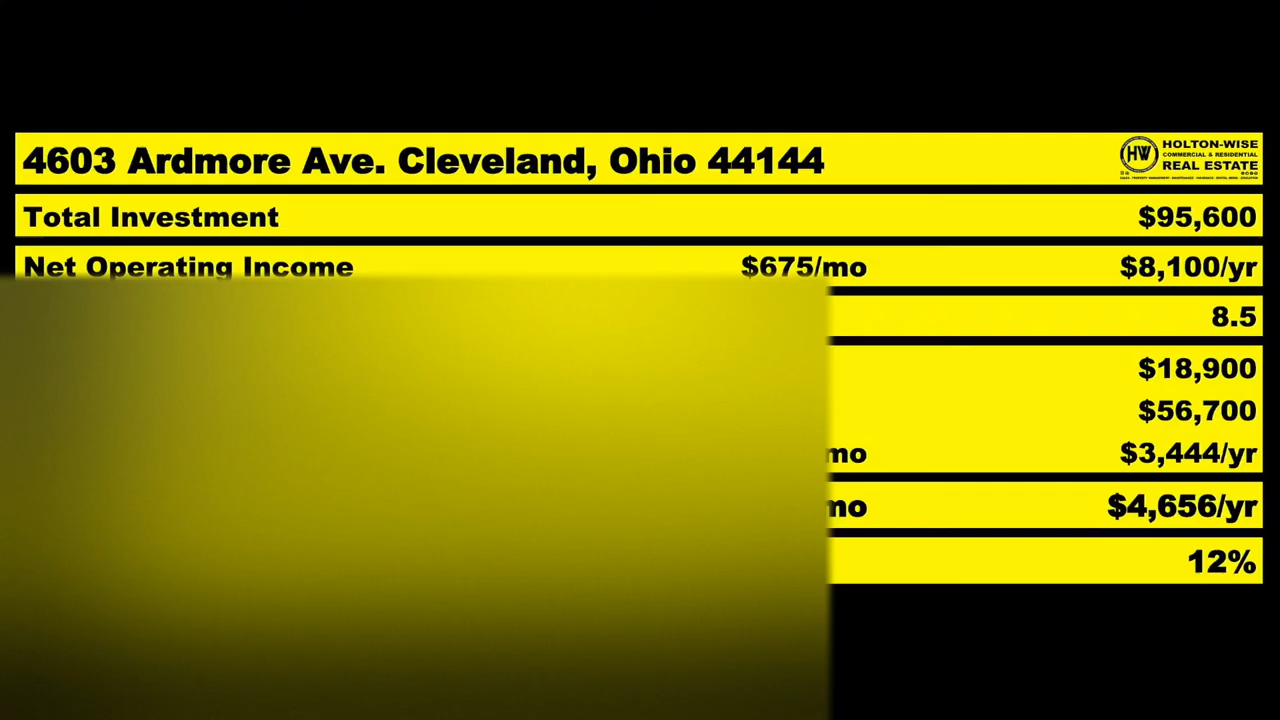 4603 Ardmore Ave. Cleveland, Ohio 44144
HW
HOLTON-WISE
COMMERCIAL & RESIDENTIAL
REAL ESTATE
Total Investment $95,600
Net Operating Income $675/mo $8,100/yr
8.5
$18,900
$56,700
mo $3,444/yr
mo $4,656/yr
12%